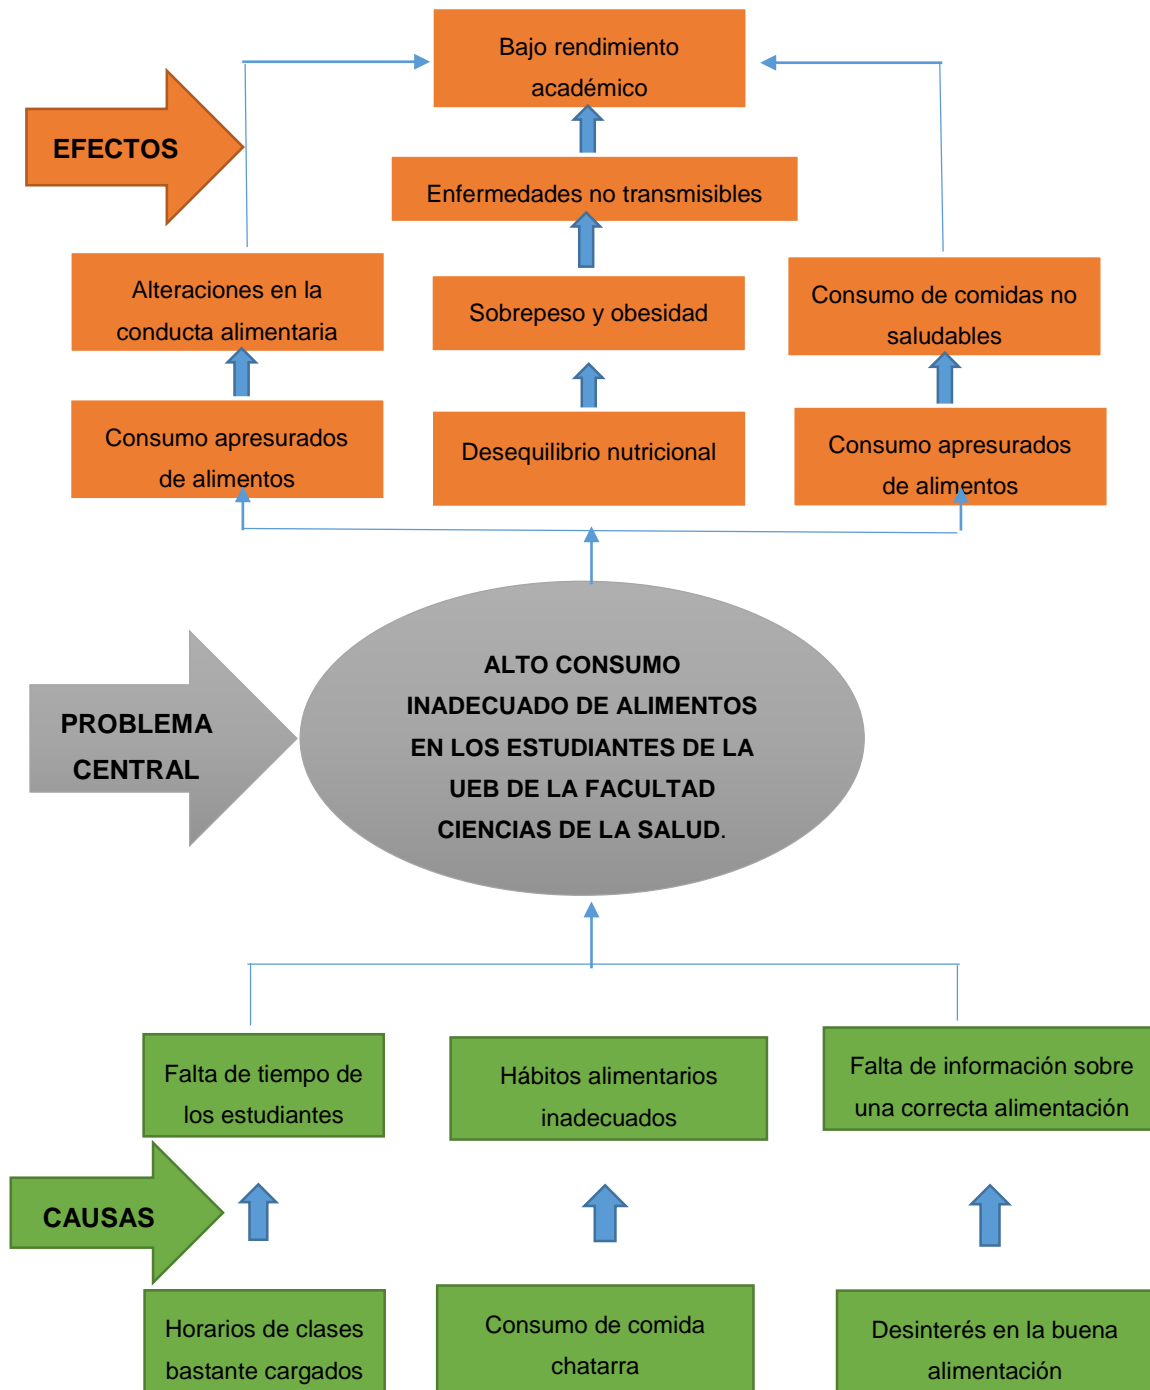 Bajo rendimiento
académico
EFECTOS
Enfermedades no transmisibles
Alteraciones en la
conducta alimentaria
Sobrepeso y obesidad
Consumo de comidas no
saludables
Consumo apresurados
de alimentos
Desequilibrio nutricional
Consumo apresurados
de alimentos
PROBLEMA
CENTRAL
ALTO CONSUMO
INADECUADO DE ALIMENTOS
EN LOS ESTUDIANTES DE LA
UEB DE LA FACULTAD
CIENCIAS DE LA SALUD.
Falta de tiempo de
los estudiantes
Hábitos alimentarios
inadecuados
Falta de información sobre
una correcta alimentación
CAUSAS
Horarios de clases
bastante cargados
Consumo de comida
chatarra
Desinterés en la buena
alimentación